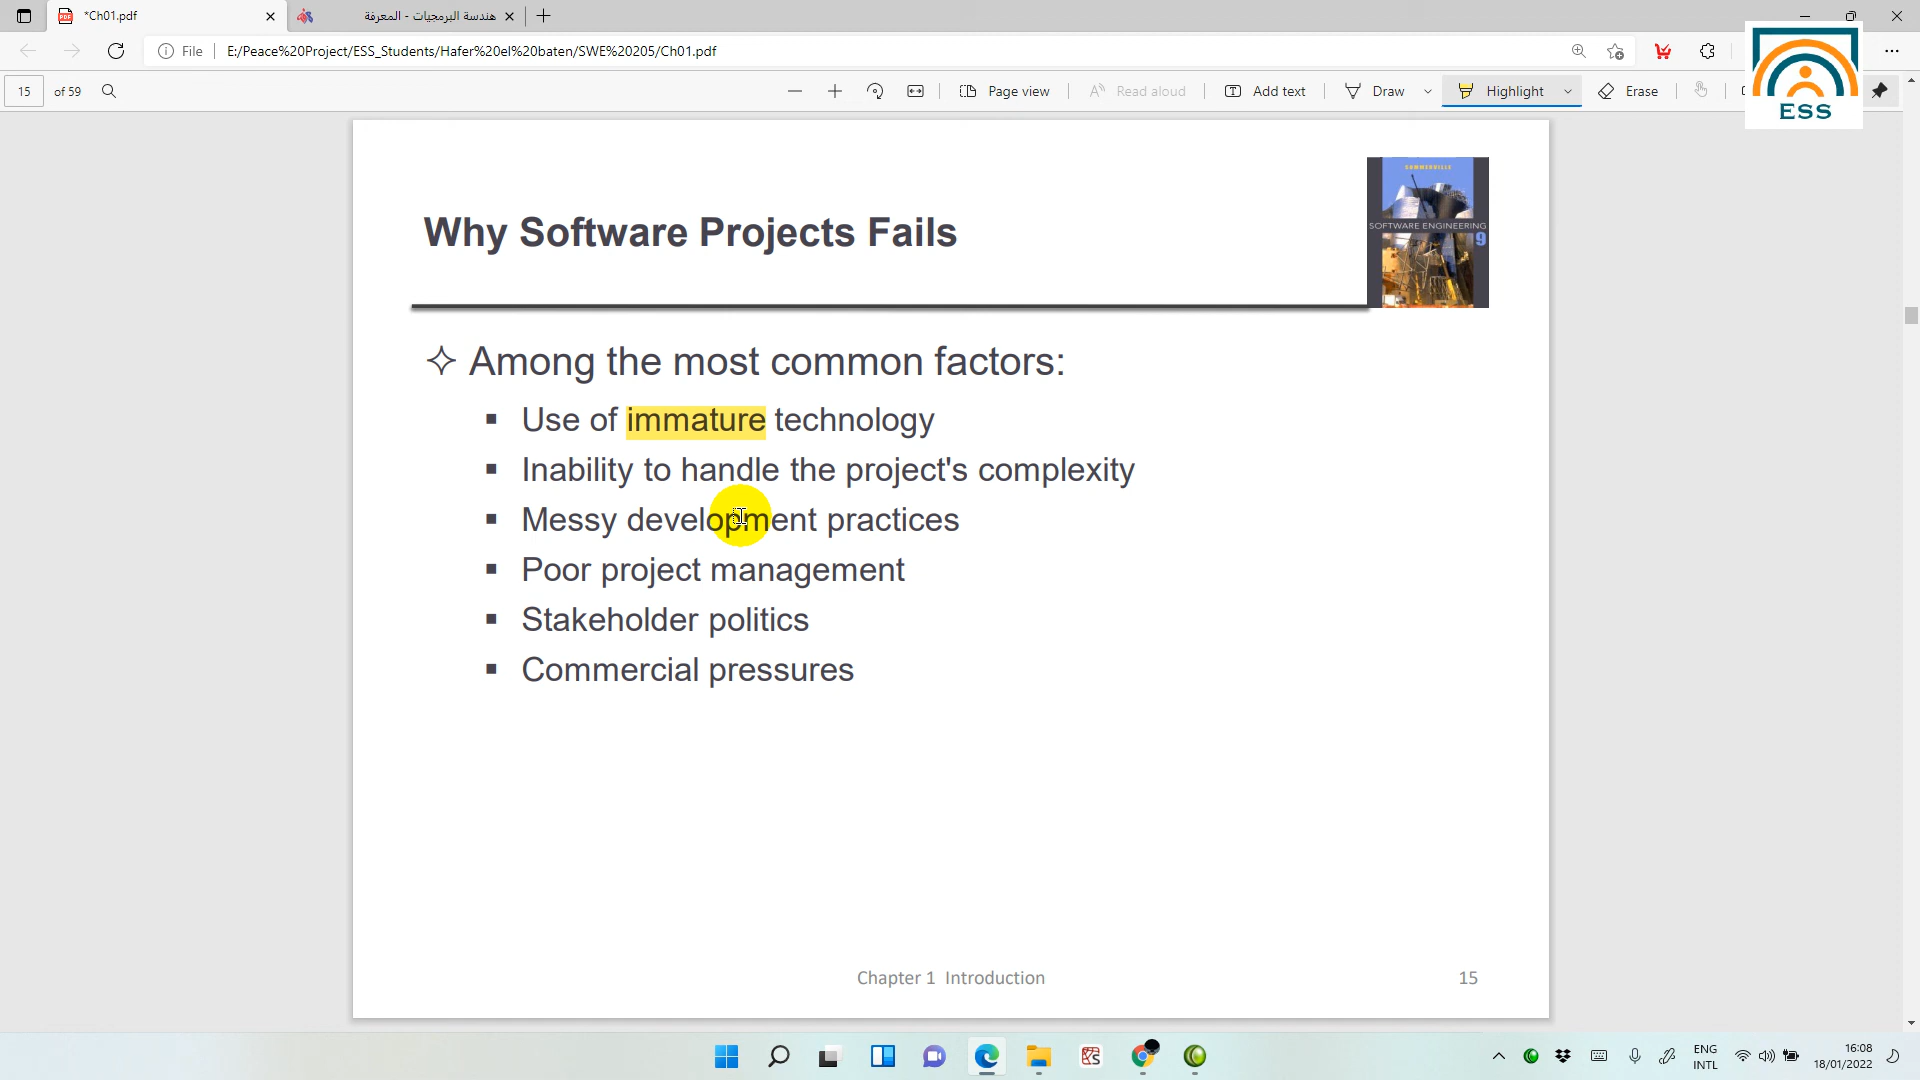 *Ch01.pdf
هندسة البرمجيات - المعرفة
File
E:/Peace%20Project/ESS_Students/Hafer%20el%20baten/SWE%20205/Ch01.pdf
15 of 59
Page view
Read aloud
Add text
Draw
Highlight
Erase
ESS
SOMMERVILLE
SOFTWARE ENGINEERING
9
Why Software Projects Fails
Among the most common factors:
Use of immature technology
Inability to handle the project's complexity
Messy development practices
Poor project management
Stakeholder politics
Commercial pressures
Chapter 1 Introduction
15
ENG
INTL
16:08
18/01/2022